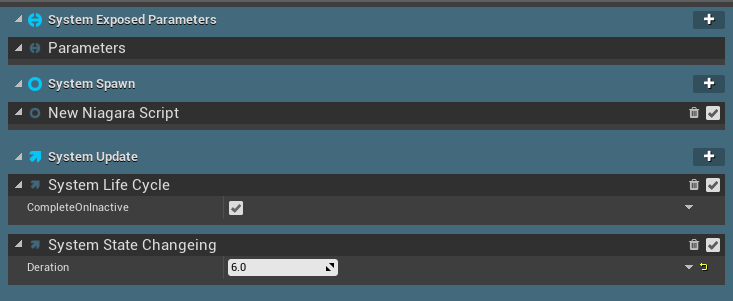 System Exposed Parameters
Parameters
System Spawn
New Niagara Script
System Update
System Life Cycle
CompleteOnInactive
System State Changeing
Deration 6.0